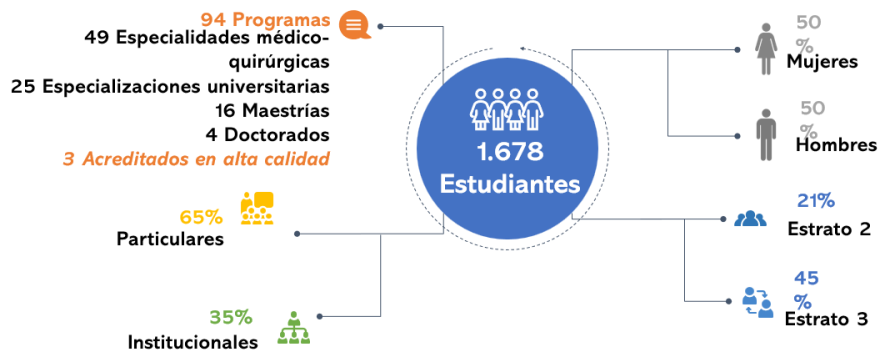 94 Programas
49 Especialidades médico-
quirúrgicas
25 Especializaciones universitarias
16 Maestrías
4 Doctorados
3 Acreditados en alta calidad
65%
Particulares
35%
Institucionales
1.678
Estudiantes
50
%
Mujeres
50
%
Hombres
21%
Estrato 2
45
%
Estrato 3